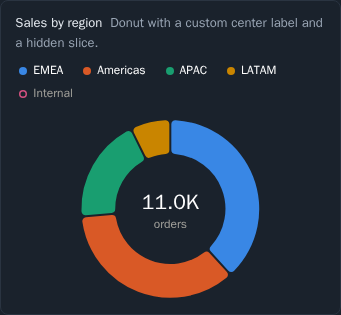 Sales by region Donut with a custom center label and
a hidden slice.
EMEA Americas APAC LATAM
Internal
11.0K
orders